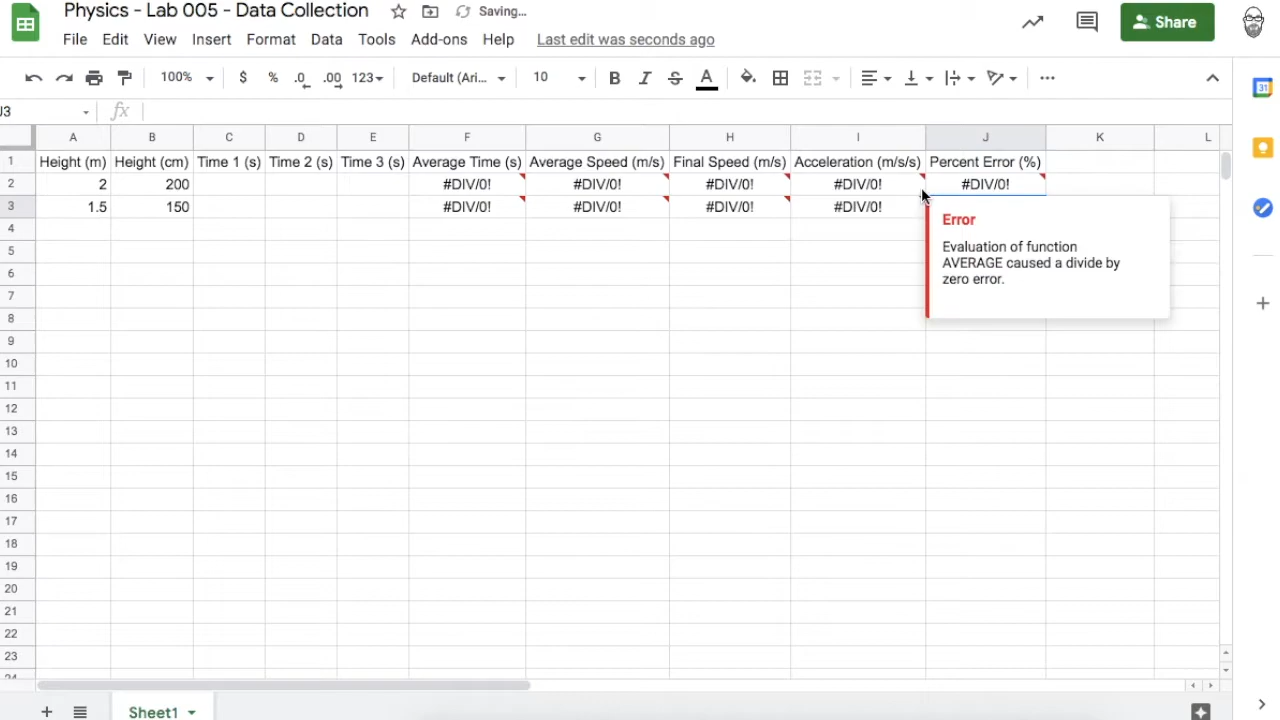 Physics - Lab 005 - Data Collection Saving...
File Edit View Insert Format Data Tools Add-ons Help Last edit was seconds ago
Share
100% $ % .0 .00 123 Default (Ari... 10 B I S A
J3 fx
A B C D E F G H I J K L
1 Height (m) Height (cm) Time 1 (s) Time 2 (s) Time 3 (s) Average Time (s) Average Speed (m/s) Final Speed (m/s) Acceleration (m/s/s) Percent Error (%)
2 2 200 #DIV/0! #DIV/0! #DIV/0! #DIV/0! #DIV/0!
3 1.5 150 #DIV/0! #DIV/0! #DIV/0! #DIV/0!
Error
Evaluation of function
AVERAGE caused a divide by
zero error.
4
5
6
7
8
9
10
11
12
13
14
15
16
17
18
19
20
21
22
23
24
Sheet1
31